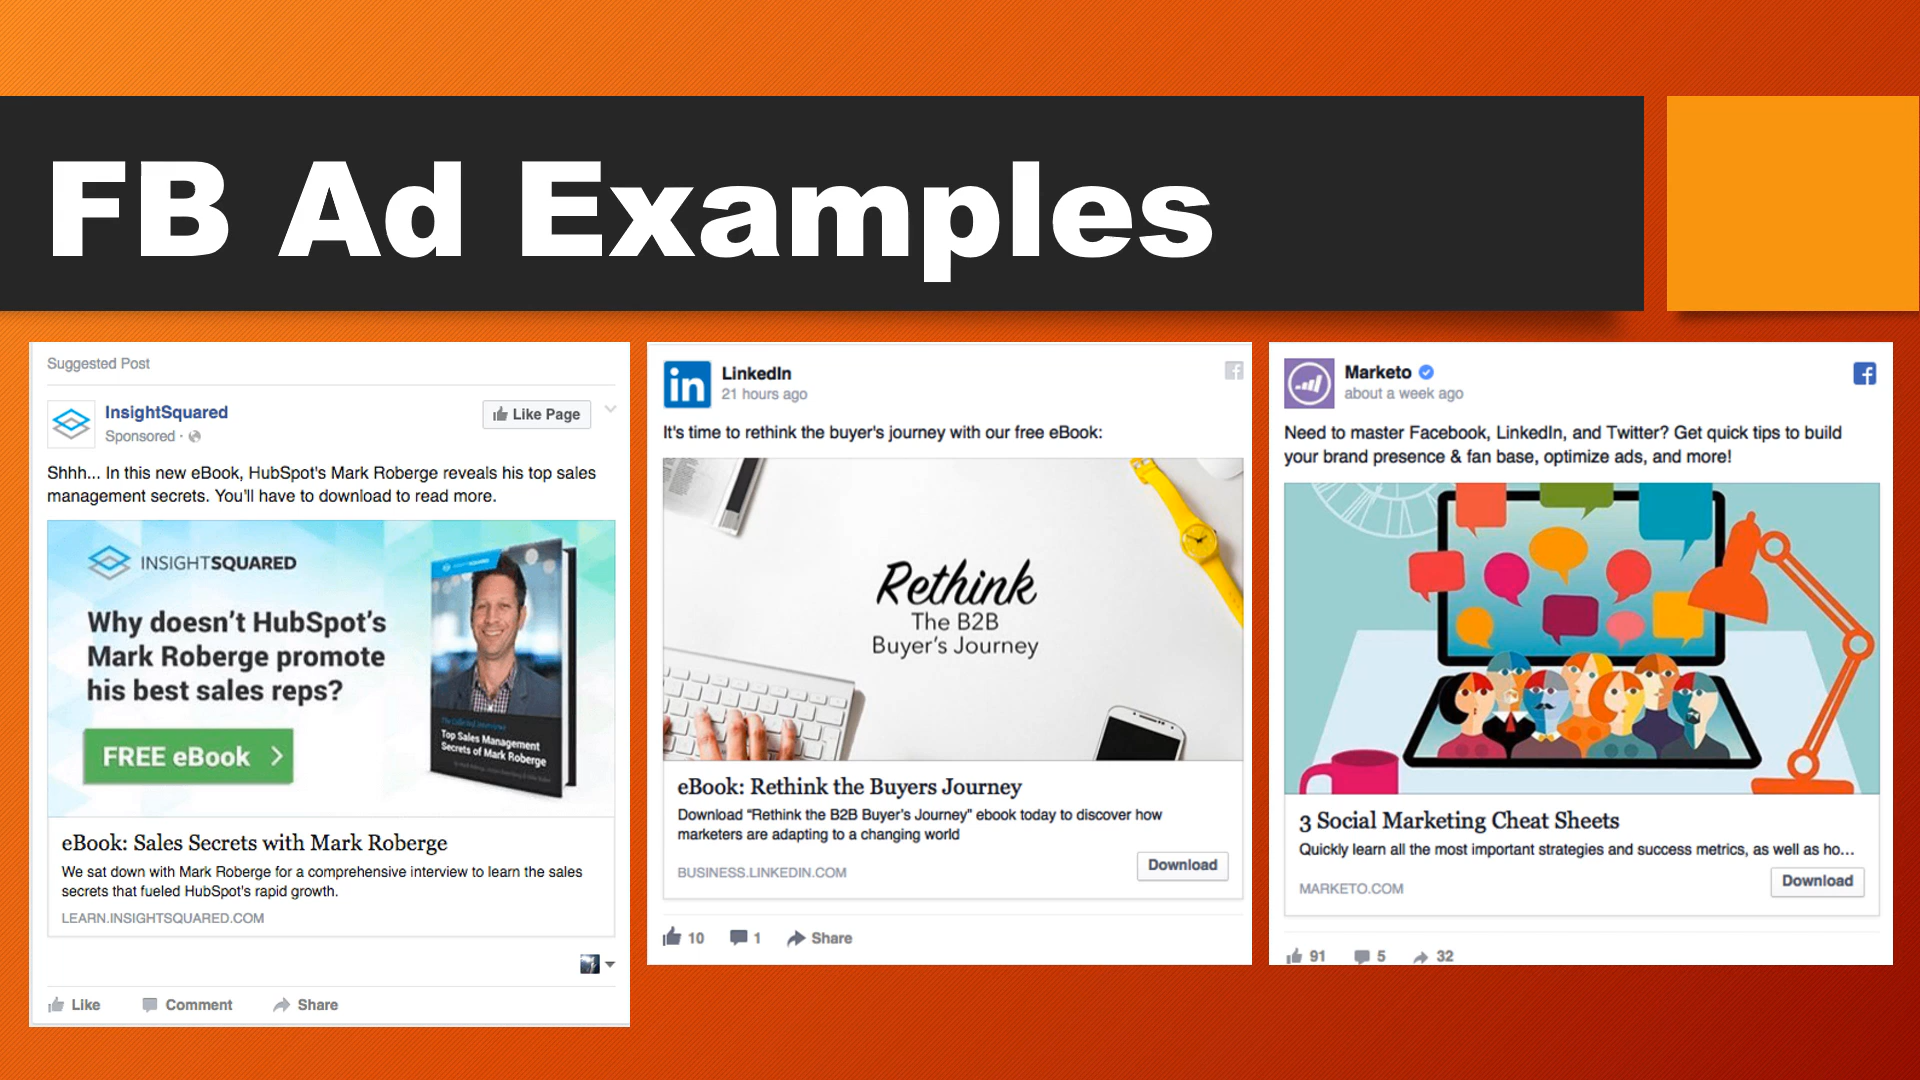 FB Ad Examples
Suggested Post
InsightSquared
Sponsored ·
Like Page
Shhh... In this new eBook, HubSpot's Mark Roberge reveals his top sales
management secrets. You'll have to download to read more.
INSIGHTSQUARED
Why doesn't HubSpot's
Mark Roberge promote
his best sales reps?
FREE eBook
The Collected Interviews
Top Sales Management
Secrets of Mark Roberge
eBook: Sales Secrets with Mark Roberge
We sat down with Mark Roberge for a comprehensive interview to learn the sales
secrets that fueled HubSpot's rapid growth.
LEARN.INSIGHTSQUARED.COM
Like Comment Share
in
LinkedIn
21 hours ago
It's time to rethink the buyer's journey with our free eBook:
Rethink
The B2B
Buyer's Journey
eBook: Rethink the Buyers Journey
Download “Rethink the B2B Buyer's Journey” ebook today to discover how
marketers are adapting to a changing world
BUSINESS.LINKEDIN.COM
Download
10 1 Share
Marketo
about a week ago
Need to master Facebook, LinkedIn, and Twitter? Get quick tips to build
your brand presence & fan base, optimize ads, and more!
3 Social Marketing Cheat Sheets
Quickly learn all the most important strategies and success metrics, as well as ho...
MARKETO.COM
Download
91 5 32